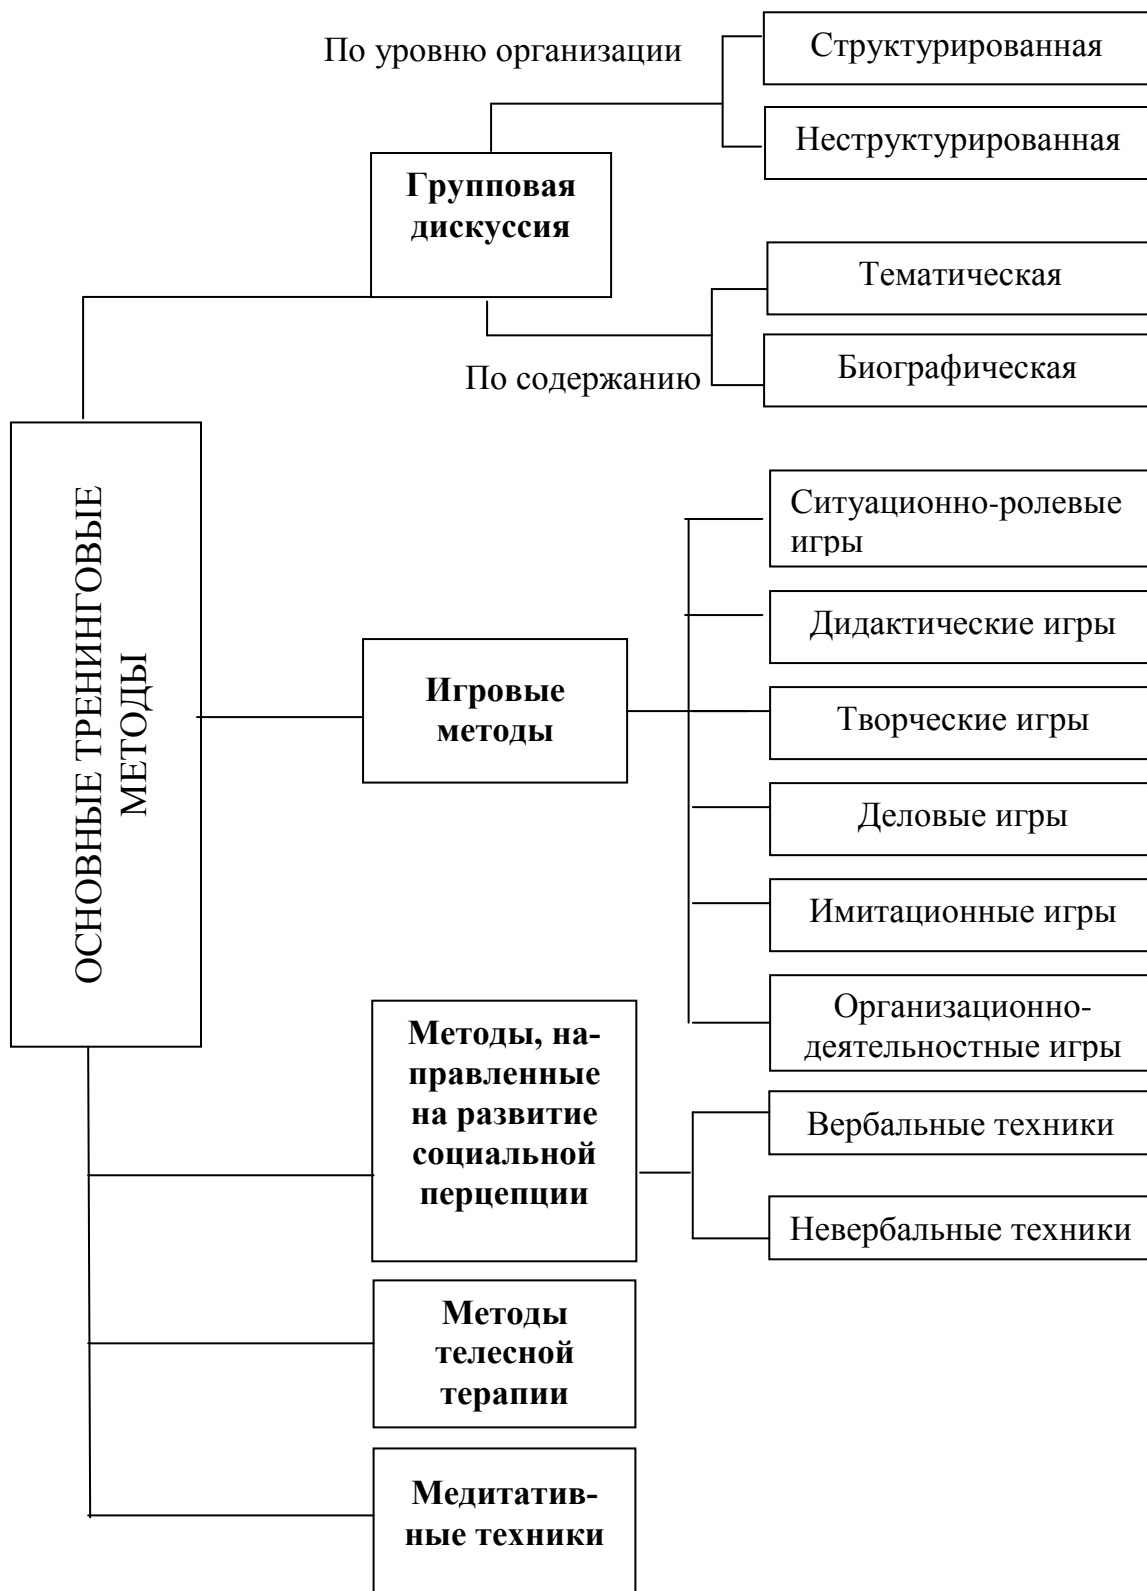 По уровню организации
Структурированная
Неструктурированная
Групповая
дискуссия
Тематическая
По содержанию
Биографическая
ОСНОВНЫЕ ТРЕНИНГОВЫЕ
МЕТОДЫ
Игровые
методы
Ситуационно-ролевые
игры
Дидактические игры
Творческие игры
Деловые игры
Имитационные игры
Организационно-
деятельностные игры
Методы, на-
правленные
на развитие
социальной
перцепции
Вербальные техники
Невербальные техники
Методы
телесной
терапии
Медитатив-
ные техники